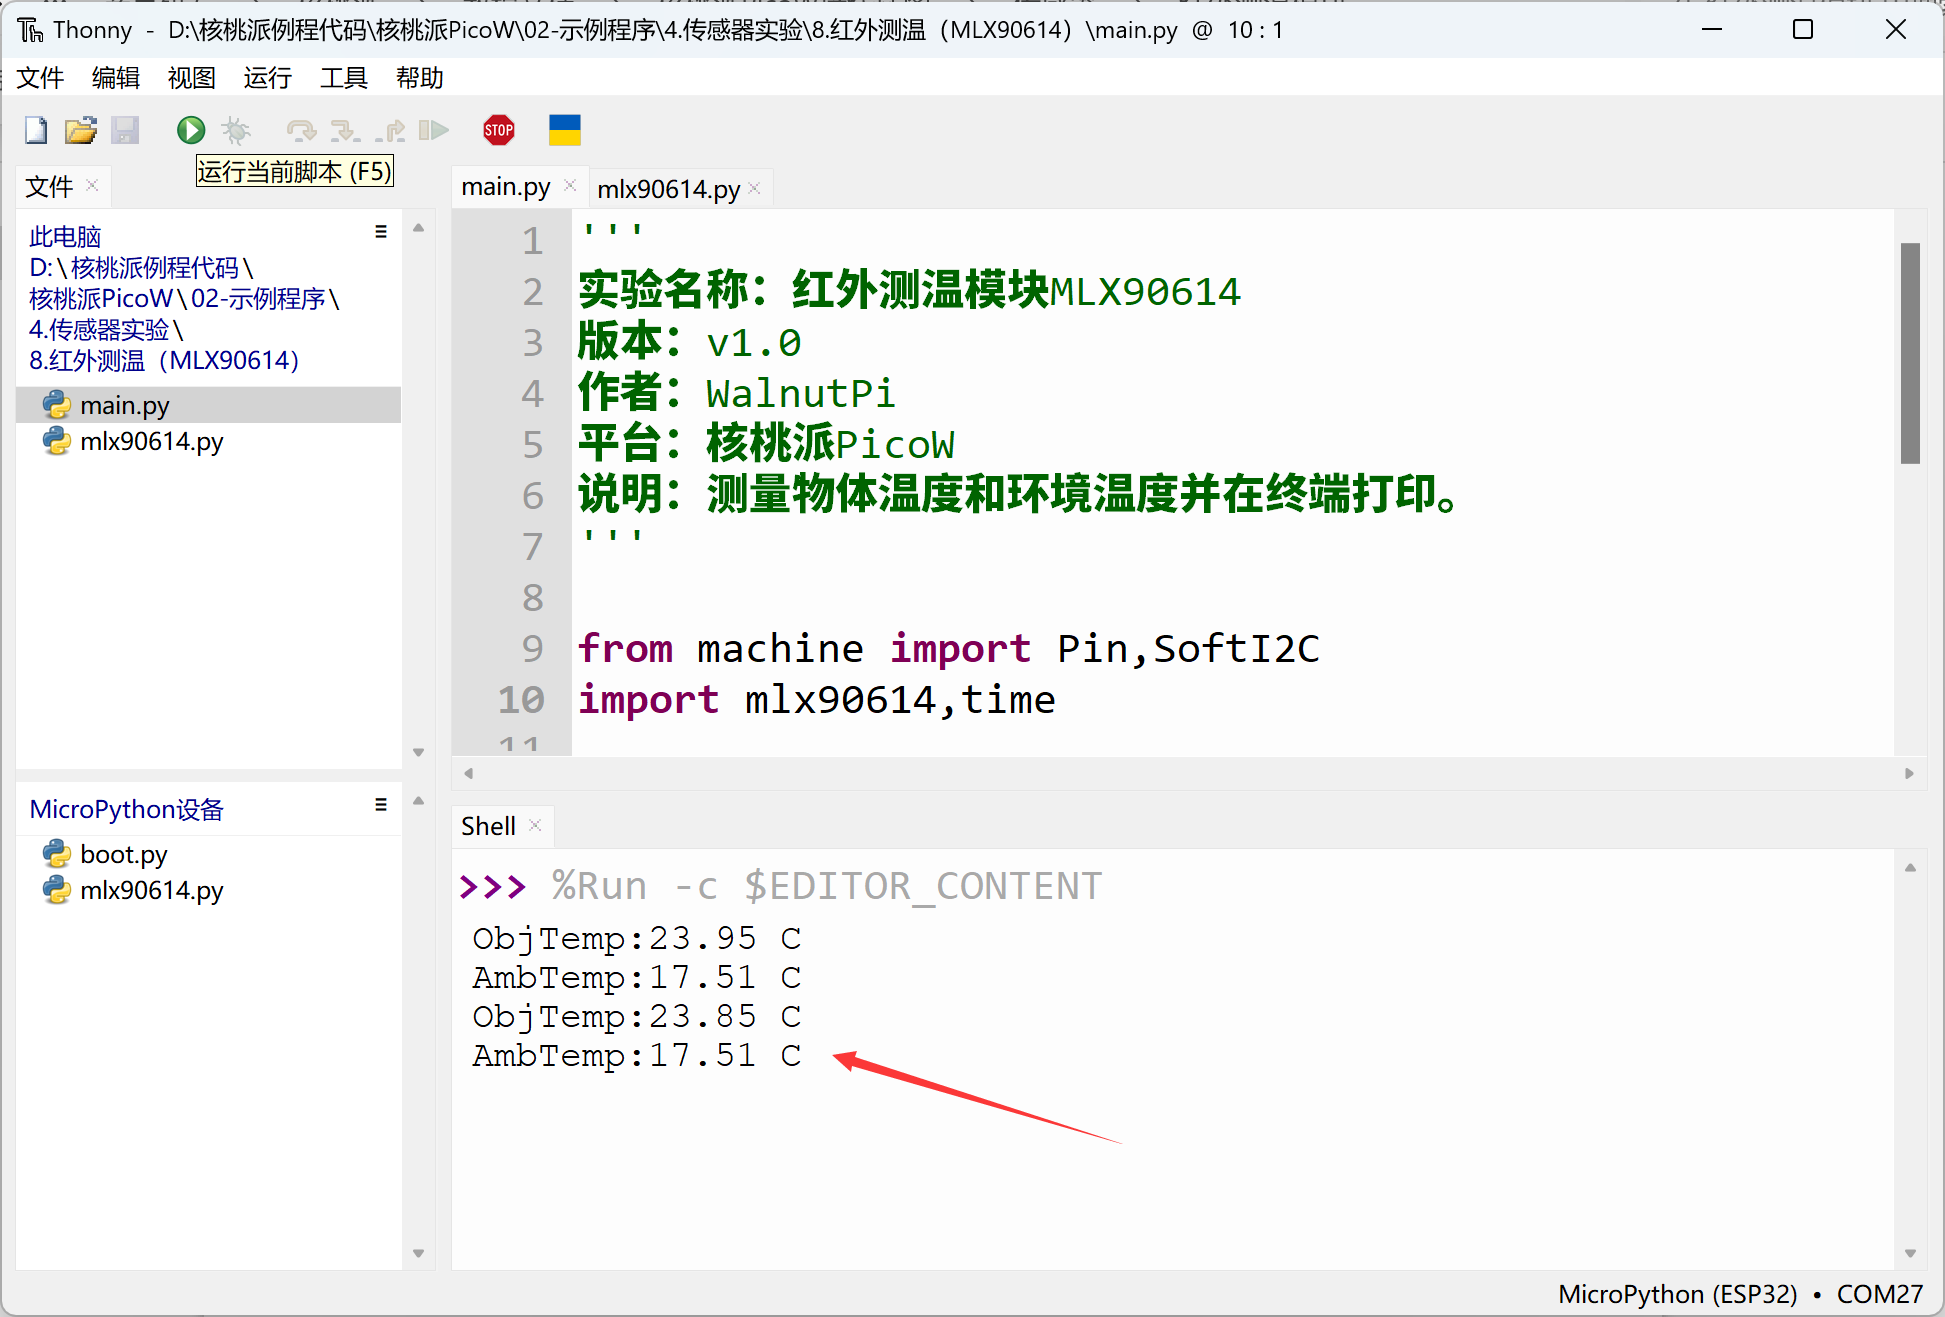 Thonny - D:\核桃派例程代码\核桃派PicoW\02-示例程序\4.传感器实验\8.红外测温（MLX90614）\main.py @ 10 : 1
文件 编辑 视图 运行 工具 帮助
STOP
运行当前脚本 (F5)
文件
此电脑
D:\核桃派例程代码\
核桃派PicoW\02-示例程序\
4.传感器实验\
8.红外测温（MLX90614）
main.py
mlx90614.py
MicroPython设备
boot.py
mlx90614.py
main.py mlx90614.py
1 '''
2 实验名称：红外测温模块MLX90614
3 版本：v1.0
4 作者：WalnutPi
5 平台：核桃派PicoW
6 说明：测量物体温度和环境温度并在终端打印。
7 '''
8
9 from machine import Pin,SoftI2C
10 import mlx90614,time
11
Shell
>>> %Run -c $EDITOR_CONTENT
ObjTemp:23.95 C
AmbTemp:17.51 C
ObjTemp:23.85 C
AmbTemp:17.51 C
MicroPython (ESP32) • COM27